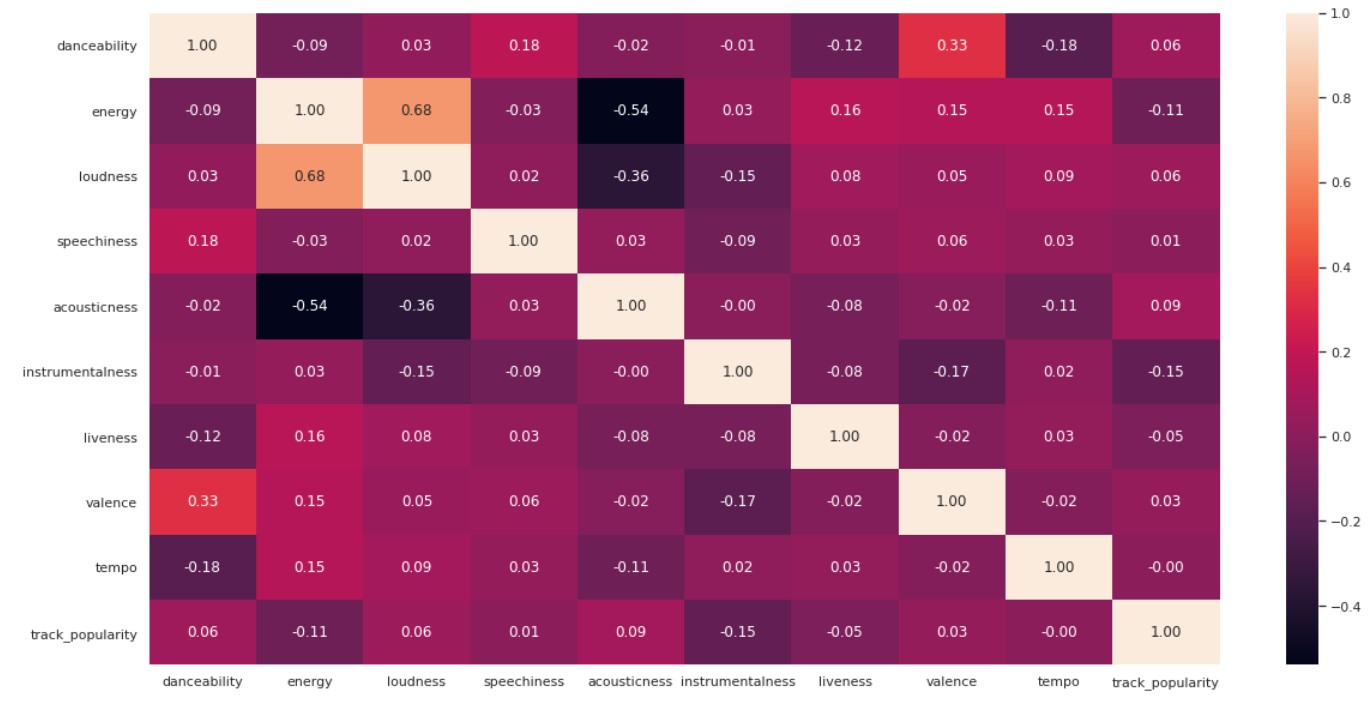 danceability 1.00 -0.09 0.03 0.18 -0.02 -0.01 -0.12 0.33 -0.18 0.06
energy -0.09 1.00 0.68 -0.03 -0.54 0.03 0.16 0.15 0.15 -0.11
loudness 0.03 0.68 1.00 0.02 -0.36 -0.15 0.08 0.05 0.09 0.06
speechiness 0.18 -0.03 0.02 1.00 0.03 -0.09 0.03 0.06 0.03 0.01
acousticness -0.02 -0.54 -0.36 0.03 1.00 -0.00 -0.08 -0.02 -0.11 0.09
instrumentalness -0.01 0.03 -0.15 -0.09 -0.00 1.00 -0.08 -0.17 0.02 -0.15
liveness -0.12 0.16 0.08 0.03 -0.08 -0.08 1.00 -0.02 0.03 -0.05
valence 0.33 0.15 0.05 0.06 -0.02 -0.17 -0.02 1.00 -0.02 0.03
tempo -0.18 0.15 0.09 0.03 -0.11 0.02 0.03 -0.02 1.00 -0.00
track_popularity 0.06 -0.11 0.06 0.01 0.09 -0.15 -0.05 0.03 -0.00 1.00
danceability energy loudness speechiness acousticness instrumentalness liveness valence tempo track_popularity
1.0
0.8
0.6
0.4
0.2
0.0
−0.2
−0.4